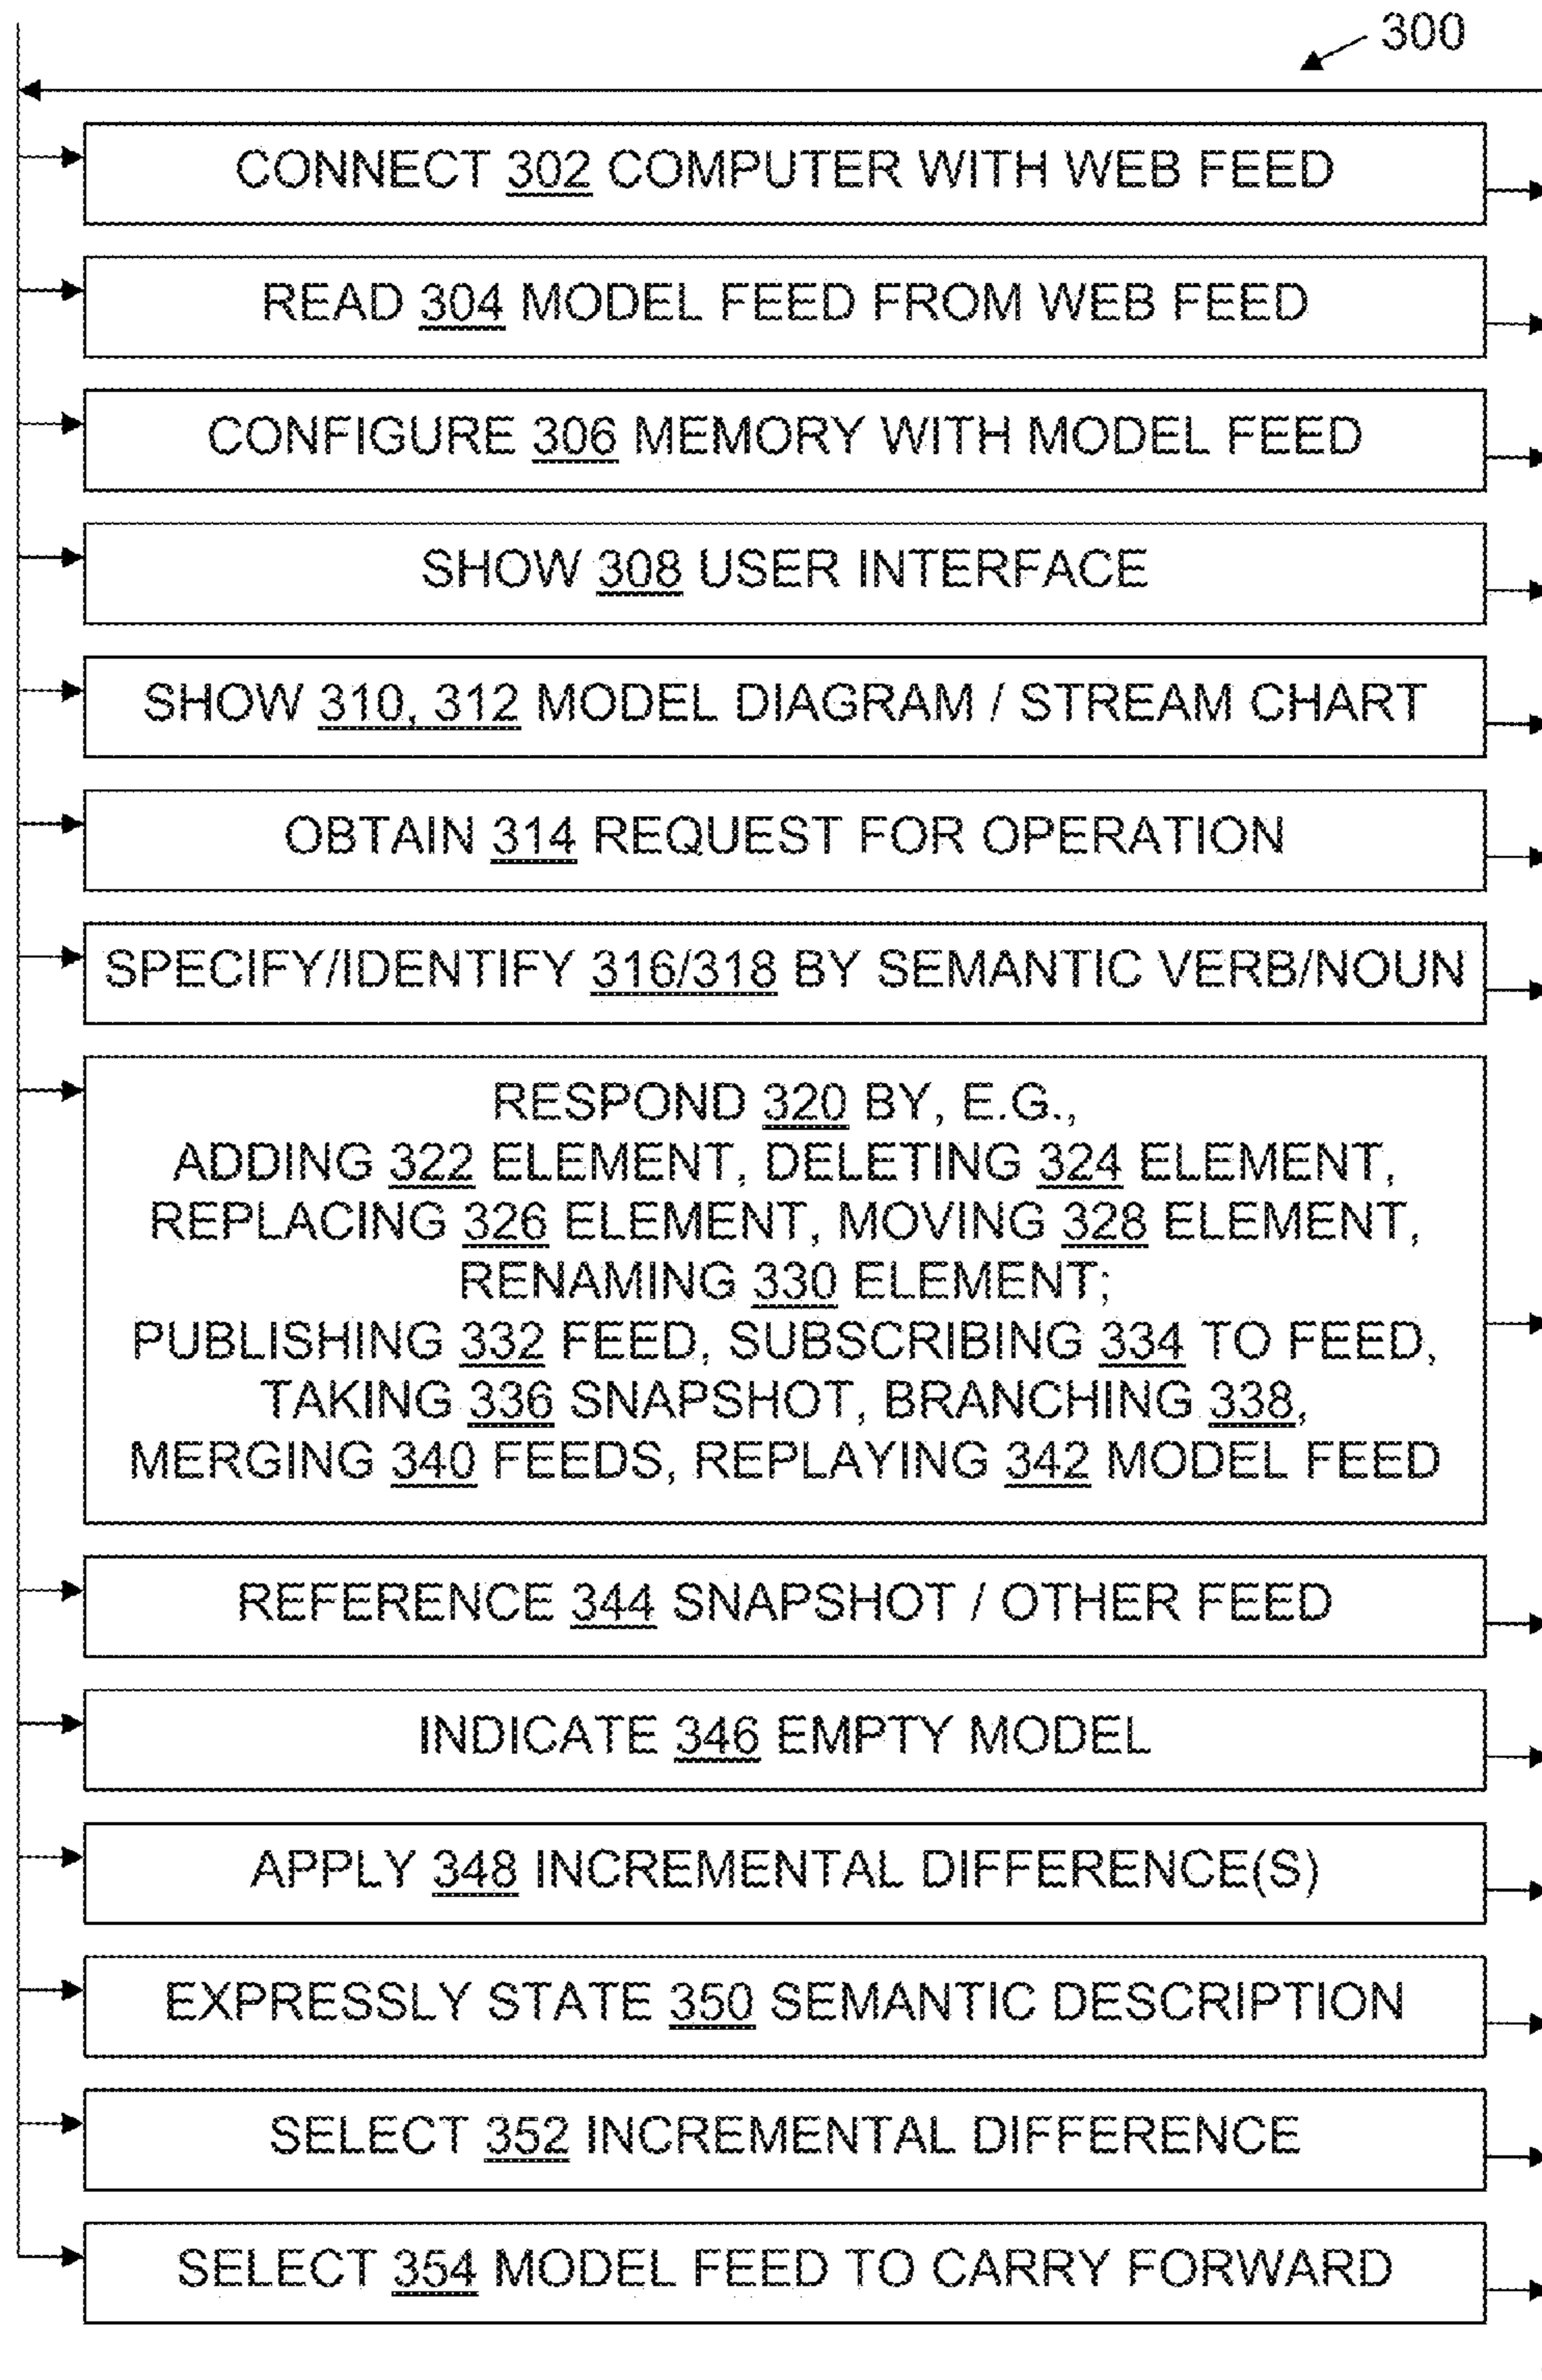 300
CONNECT 302 COMPUTER WITH WEB FEED
READ 304 MODEL FEED FROM WEB FEED
CONFIGURE 306 MEMORY WITH MODEL FEED
SHOW 308 USER INTERFACE
SHOW 310, 312 MODEL DIAGRAM / STREAM CHART
OBTAIN 314 REQUEST FOR OPERATION
SPECIFY/IDENTIFY 316/318 BY SEMANTIC VERB/NOUN
RESPOND 320 BY, E.G.,
ADDING 322 ELEMENT, DELETING 324 ELEMENT,
REPLACING 326 ELEMENT, MOVING 328 ELEMENT,
RENAMING 330 ELEMENT;
PUBLISHING 332 FEED, SUBSCRIBING 334 TO FEED,
TAKING 336 SNAPSHOT, BRANCHING 338,
MERGING 340 FEEDS, REPLAYING 342 MODEL FEED
REFERENCE 344 SNAPSHOT / OTHER FEED
INDICATE 346 EMPTY MODEL
APPLY 348 INCREMENTAL DIFFERENCE(S)
EXPRESSLY STATE 350 SEMANTIC DESCRIPTION
SELECT 352 INCREMENTAL DIFFERENCE
SELECT 354 MODEL FEED TO CARRY FORWARD